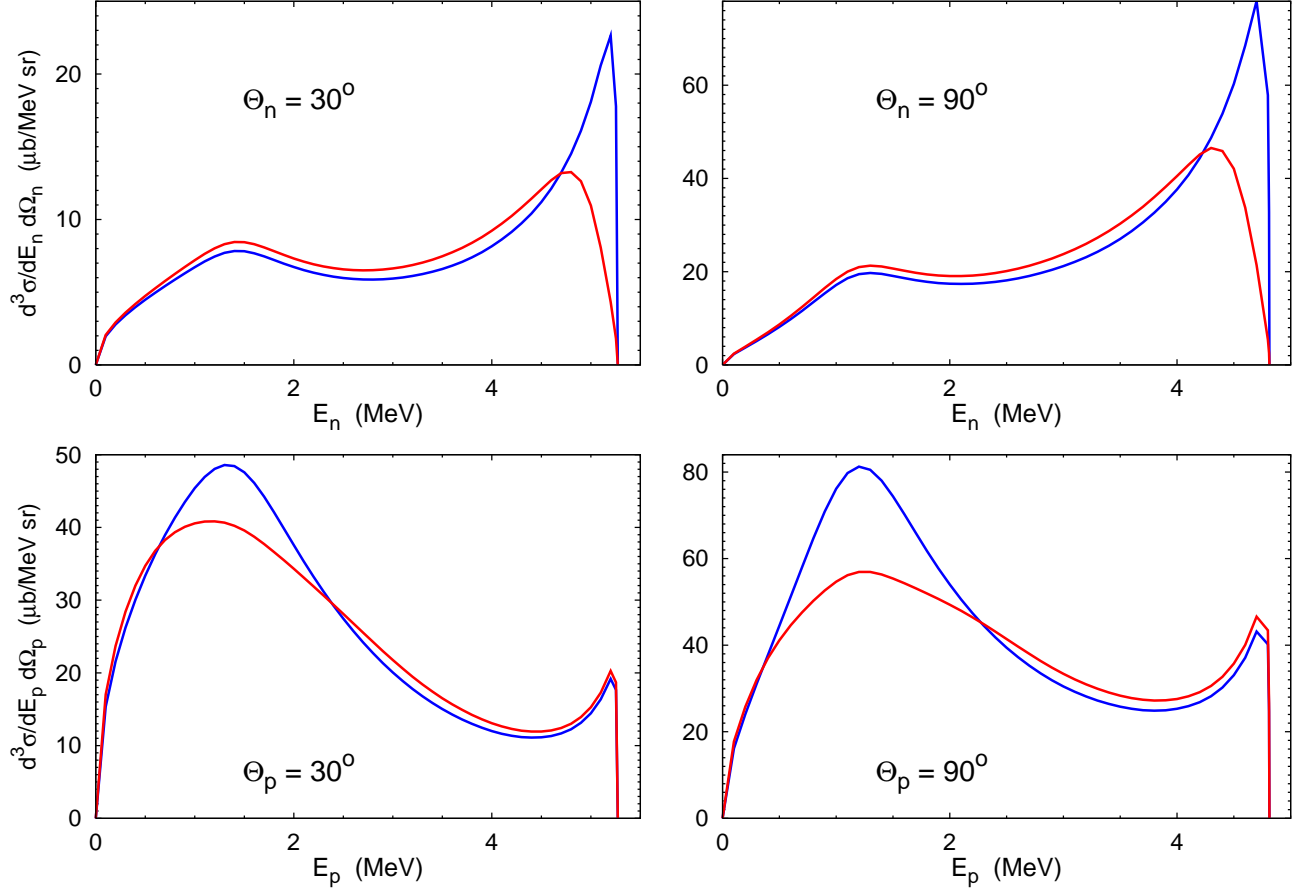 d³σ/dE_n dΩ_n (μb/MeV sr)
20
10
0
Θ_n = 30°
0 2 4
E_n (MeV)
60
40
20
0
Θ_n = 90°
0 2 4
E_n (MeV)
d³σ/dE_p dΩ_p (μb/MeV sr)
50
40
30
20
10
0
Θ_p = 30°
0 2 4
E_p (MeV)
80
60
40
20
0
Θ_p = 90°
0 2 4
E_p (MeV)